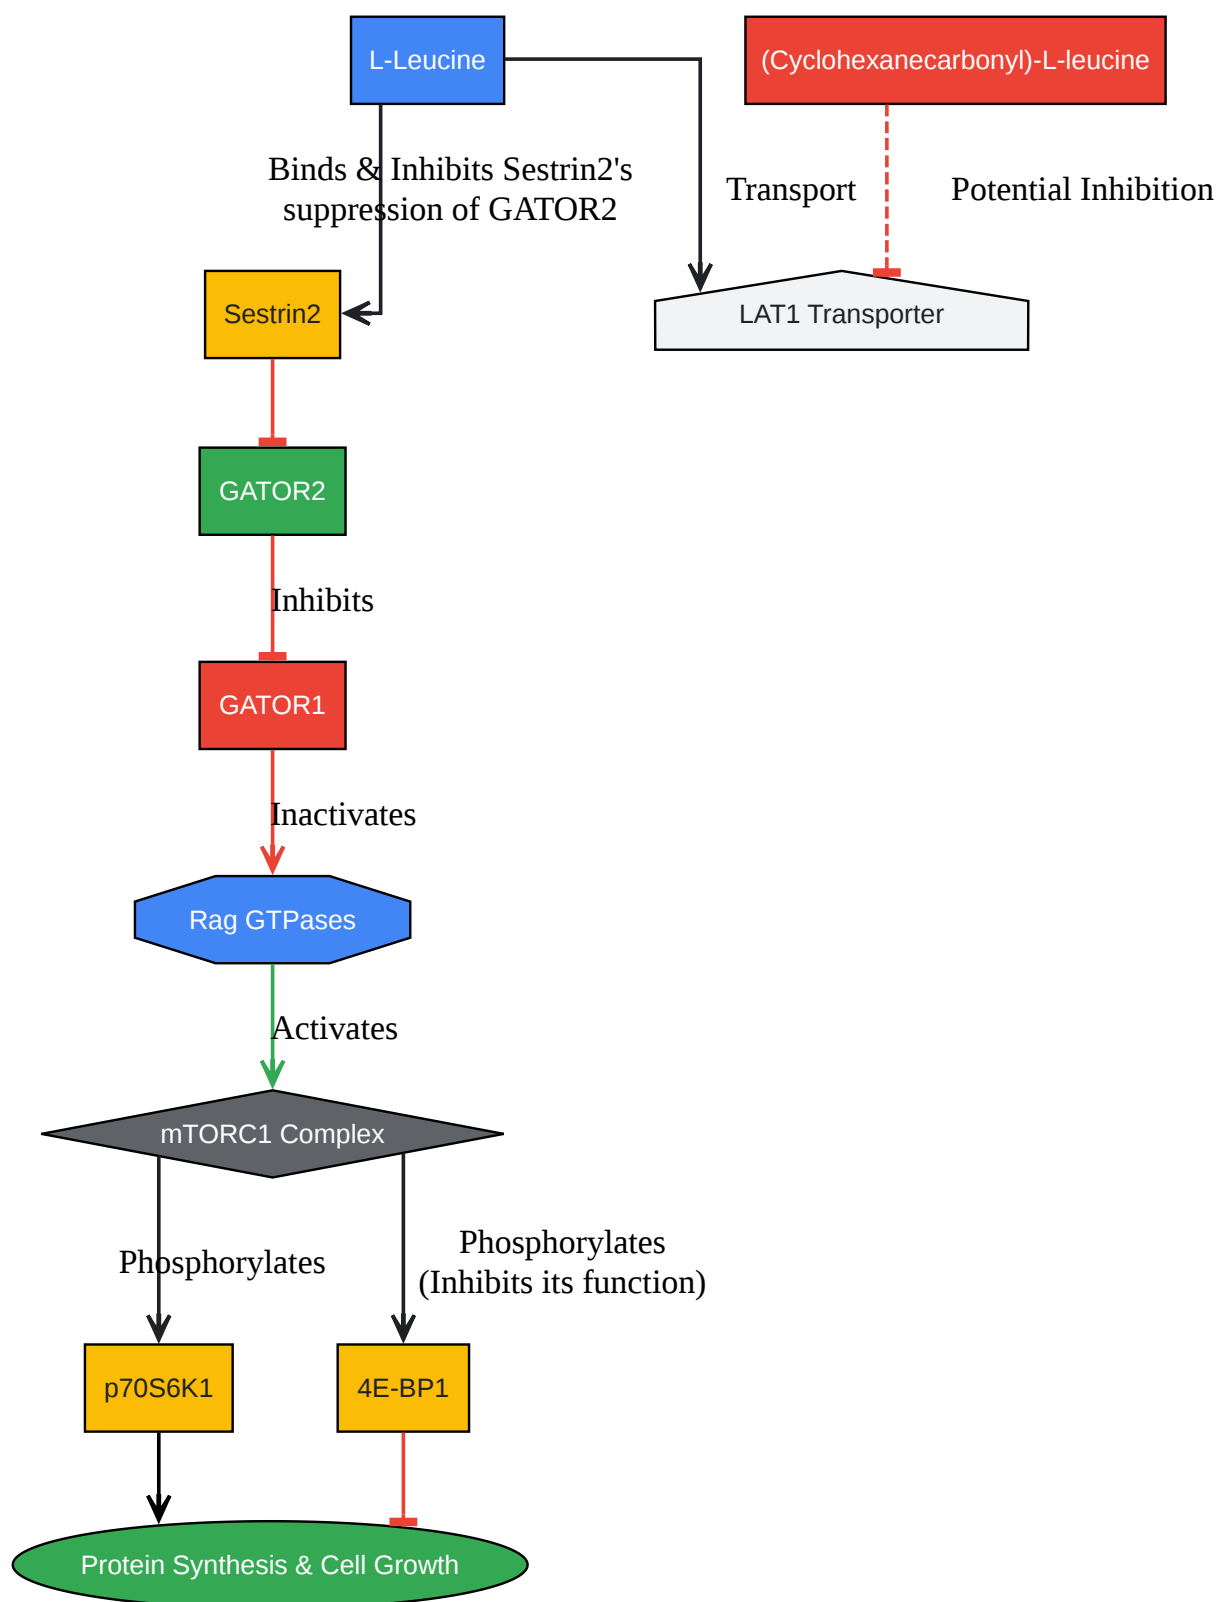 L-Leucine
(Cyclohexanecarbonyl)-L-leucine
Binds & Inhibits Sestrin2's
suppression of GATOR2
Transport
Potential Inhibition
Sestrin2
LAT1 Transporter
GATOR2
Inhibits
GATOR1
Inactivates
Rag GTPases
Activates
mTORC1 Complex
Phosphorylates
Phosphorylates
(Inhibits its function)
p70S6K1
4E-BP1
Protein Synthesis & Cell Growth